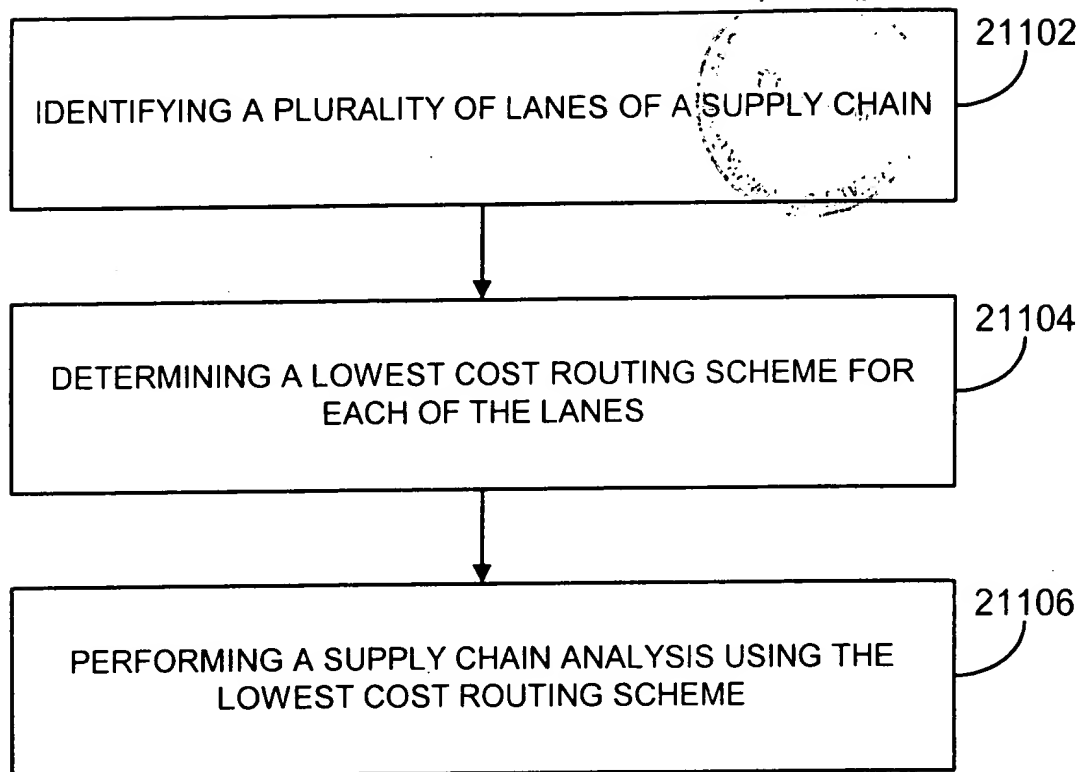 21102
IDENTIFYING A PLURALITY OF LANES OF A SUPPLY CHAIN
21104
DETERMINING A LOWEST COST ROUTING SCHEME FOR
EACH OF THE LANES
21106
PERFORMING A SUPPLY CHAIN ANALYSIS USING THE
LOWEST COST ROUTING SCHEME